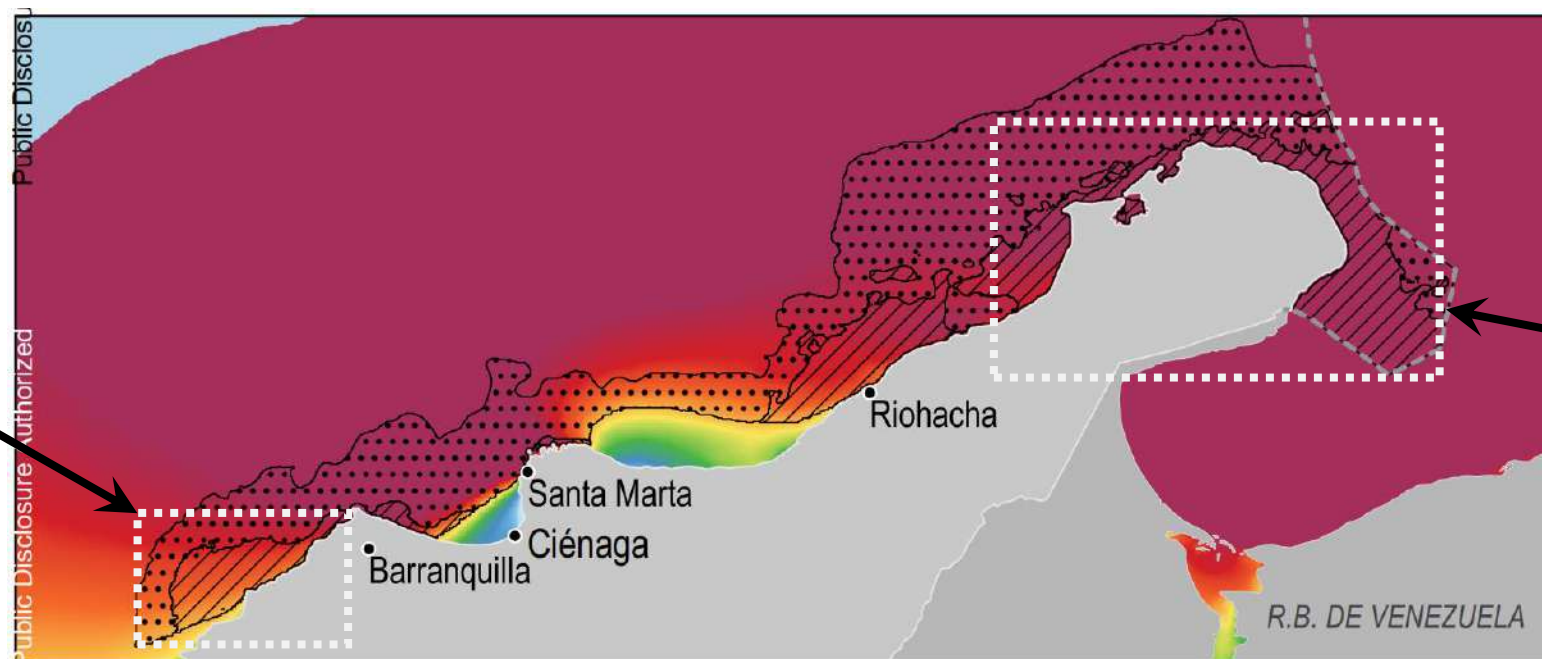 Public Disclosu
Public Disclosure Authorized
Riohacha
Santa Marta
Ciénaga
Barranquilla
R.B. DE VENEZUELA